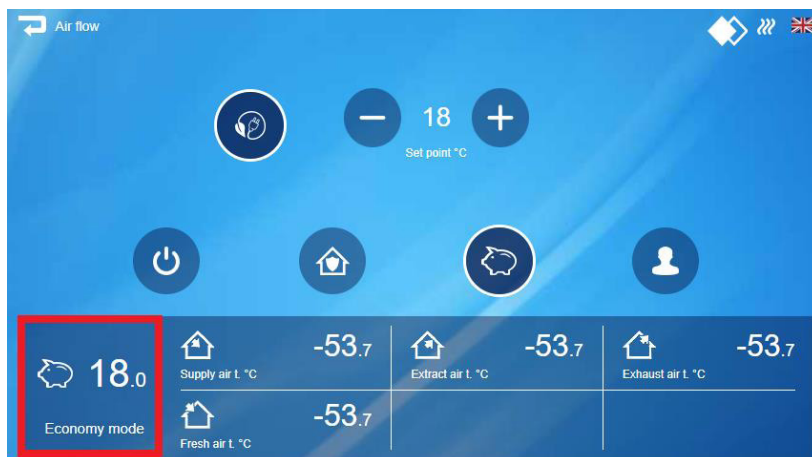 Air flow
18
Set point °C
18.0
Economy mode
-53.7
Supply air t. °C
-53.7
Extract air t. °C
-53.7
Exhaust air t. °C
-53.7
Fresh air t. °C